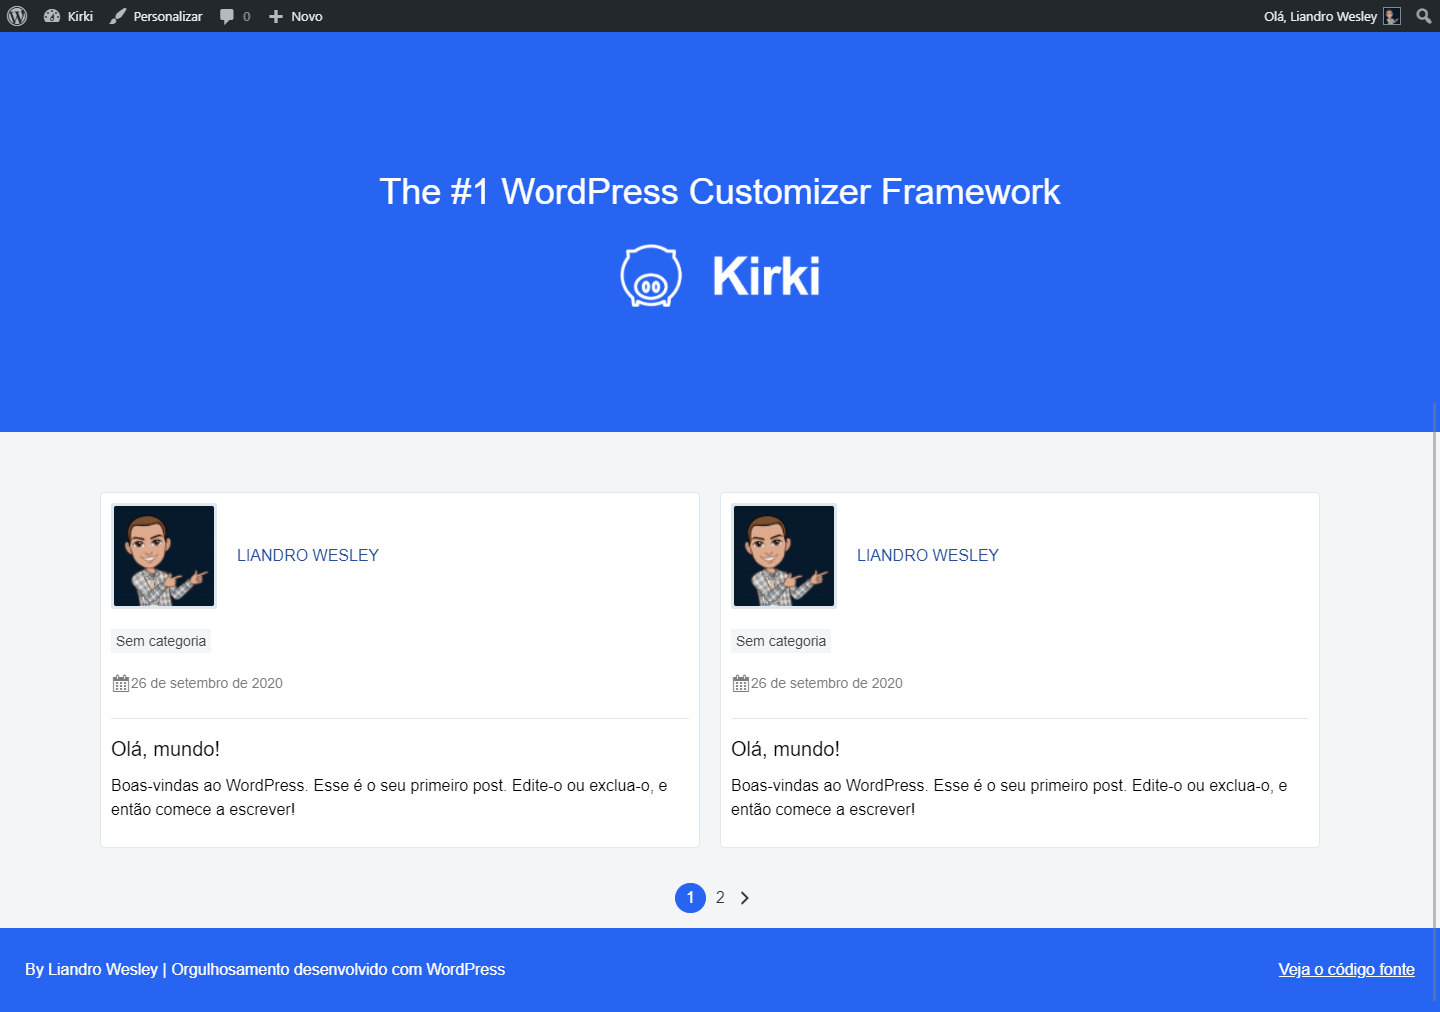 Kirki Personalizar 0 Novo Olá, Liandro Wesley
The #1 WordPress Customizer Framework
Kirki
LIANDRO WESLEY
Sem categoria
26 de setembro de 2020
Olá, mundo!
Boas-vindas ao WordPress. Esse é o seu primeiro post. Edite-o ou exclua-o, e
então comece a escrever!
LIANDRO WESLEY
Sem categoria
26 de setembro de 2020
Olá, mundo!
Boas-vindas ao WordPress. Esse é o seu primeiro post. Edite-o ou exclua-o, e
então comece a escrever!
1 2
By Liandro Wesley | Orgulhosamento desenvolvido com WordPress
Veja o código fonte